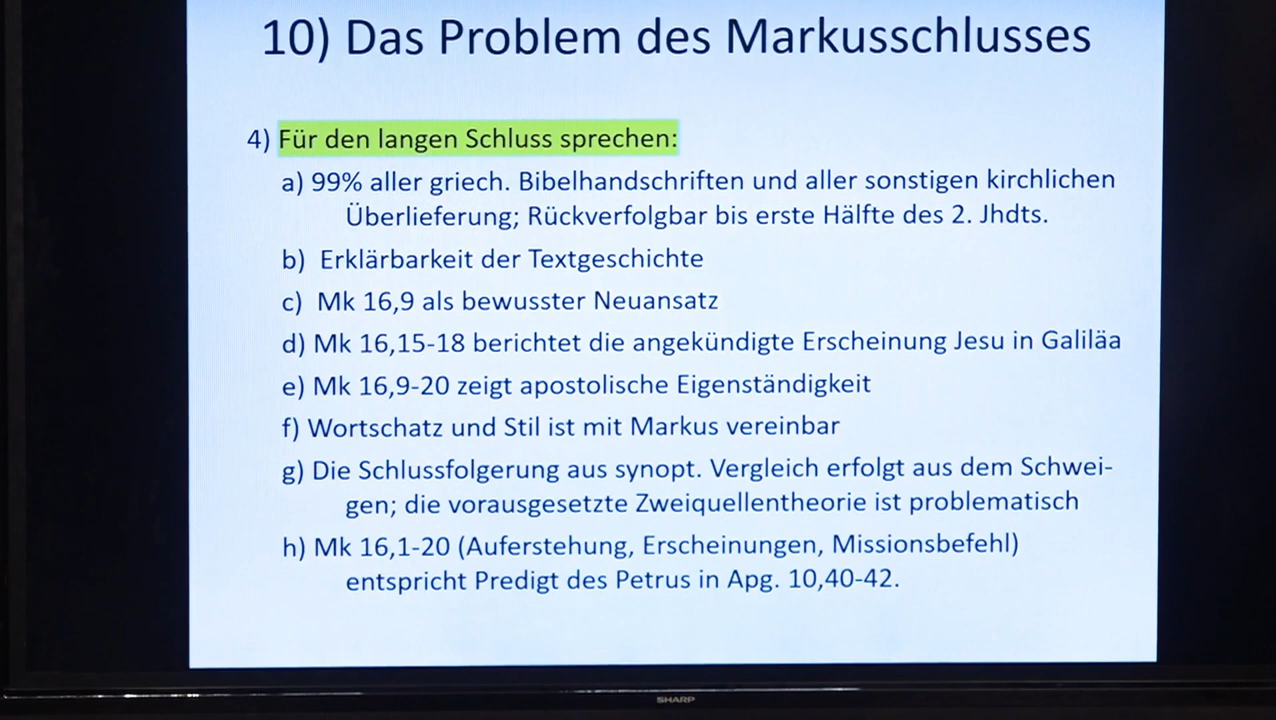 10) Das Problem des Markusschlusses
4) Für den langen Schluss sprechen:
a) 99% aller griech. Bibelhandschriften und aller sonstigen kirchlichen
Überlieferung; Rückverfolgbar bis erste Hälfte des 2. Jhdts.
b) Erklärbarkeit der Textgeschichte
c) Mk 16,9 als bewusster Neuansatz
d) Mk 16,15-18 berichtet die angekündigte Erscheinung Jesu in Galiläa
e) Mk 16,9-20 zeigt apostolische Eigenständigkeit
f) Wortschatz und Stil ist mit Markus vereinbar
g) Die Schlussfolgerung aus synopt. Vergleich erfolgt aus dem Schwei-
gen; die vorausgesetzte Zweiquellentheorie ist problematisch
h) Mk 16,1-20 (Auferstehung, Erscheinungen, Missionsbefehl)
entspricht Predigt des Petrus in Apg. 10,40-42.
SHARP